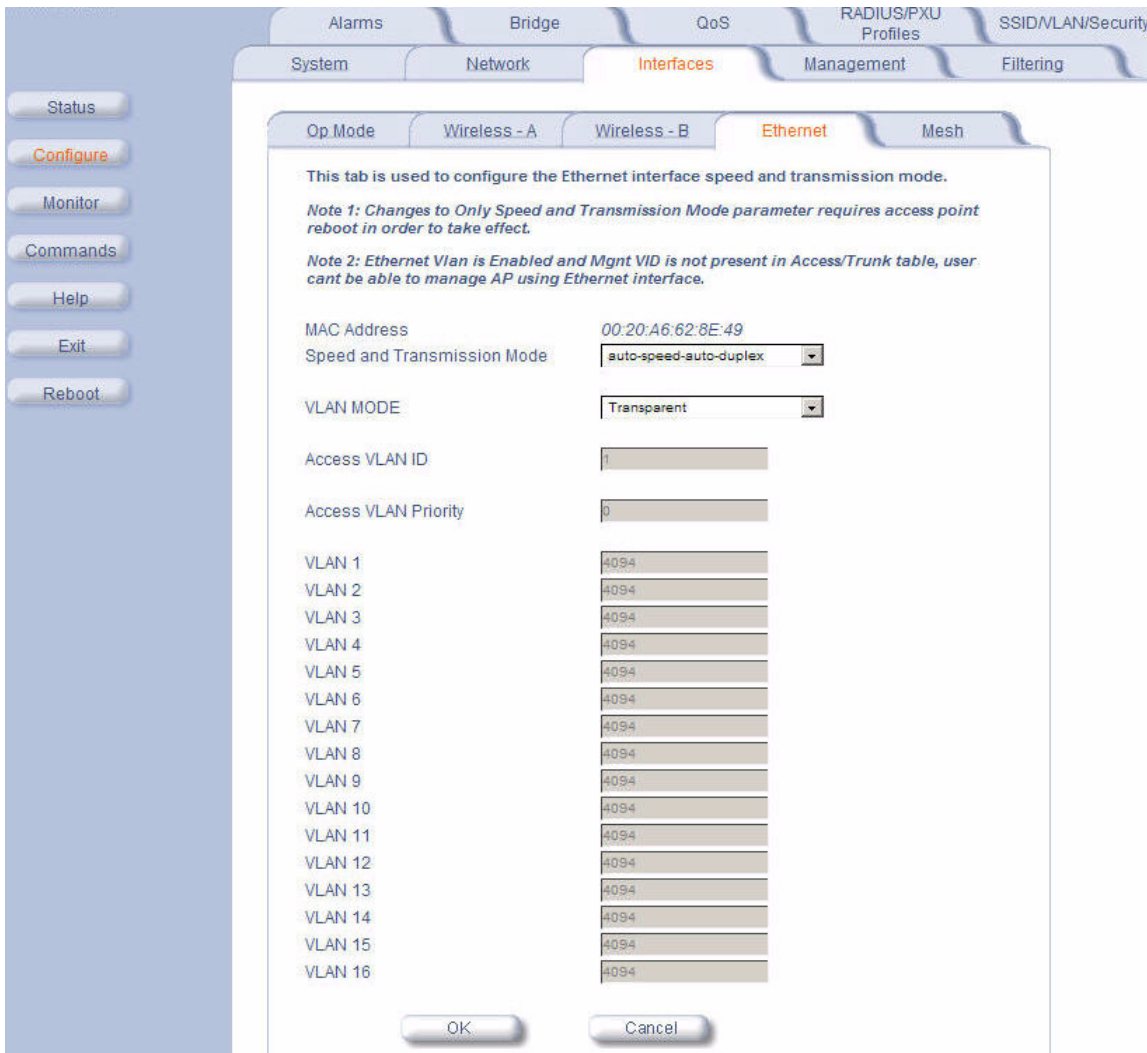 Alarms Bridge QoS RADIUS/PXU Profiles SSID/VLAN/Security
System Network Interfaces Management Filtering
Status
Configure
Monitor
Commands
Help
Exit
Reboot
Op Mode Wireless - A Wireless - B Ethernet Mesh
This tab is used to configure the Ethernet interface speed and transmission mode.
Note 1: Changes to Only Speed and Transmission Mode parameter requires access point
reboot in order to take effect.
Note 2: Ethernet Vlan is Enabled and Mgnt VID is not present in Access/Trunk table, user
cant be able to manage AP using Ethernet interface.
MAC Address 00:20:A6:62:8E:49
Speed and Transmission Mode auto-speed-auto-duplex
VLAN MODE Transparent
Access VLAN ID 1
Access VLAN Priority 0
VLAN 1 4094
VLAN 2 4094
VLAN 3 4094
VLAN 4 4094
VLAN 5 4094
VLAN 6 4094
VLAN 7 4094
VLAN 8 4094
VLAN 9 4094
VLAN 10 4094
VLAN 11 4094
VLAN 12 4094
VLAN 13 4094
VLAN 14 4094
VLAN 15 4094
VLAN 16 4094
OK Cancel